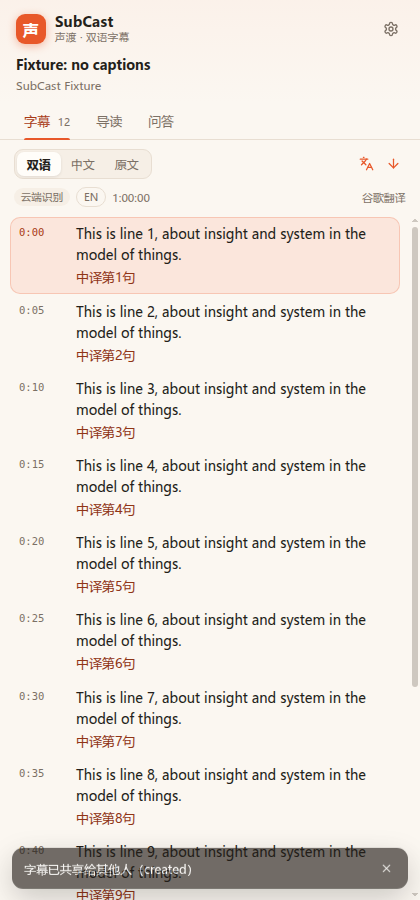 声
SubCast
声渡 · 双语字幕
Fixture: no captions
SubCast Fixture
字幕 12 导读 问答
双语 中文 原文
云端识别 EN 1:00:00 谷歌翻译
0:00 This is line 1, about insight and system in the
model of things.
中译第1句
0:05 This is line 2, about insight and system in the
model of things.
中译第2句
0:10 This is line 3, about insight and system in the
model of things.
中译第3句
0:15 This is line 4, about insight and system in the
model of things.
中译第4句
0:20 This is line 5, about insight and system in the
model of things.
中译第5句
0:25 This is line 6, about insight and system in the
model of things.
中译第6句
0:30 This is line 7, about insight and system in the
model of things.
中译第7句
0:35 This is line 8, about insight and system in the
model of things.
中译第8句
0:40 This is line 9, about insight and system in the
model of things.
字幕已共享给其他人（created）
中译第9句